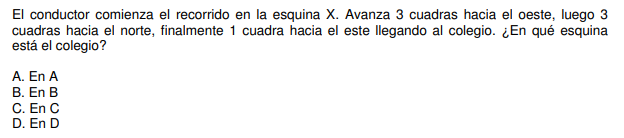 El conductor comienza el recorrido en la esquina X. Avanza 3 cuadras hacia el oeste, luego 3
cuadras hacia el norte, finalmente 1 cuadra hacia el este llegando al colegio. ¿En qué esquina
está el colegio?
A. En A
B. En B
C. En C
D. En D